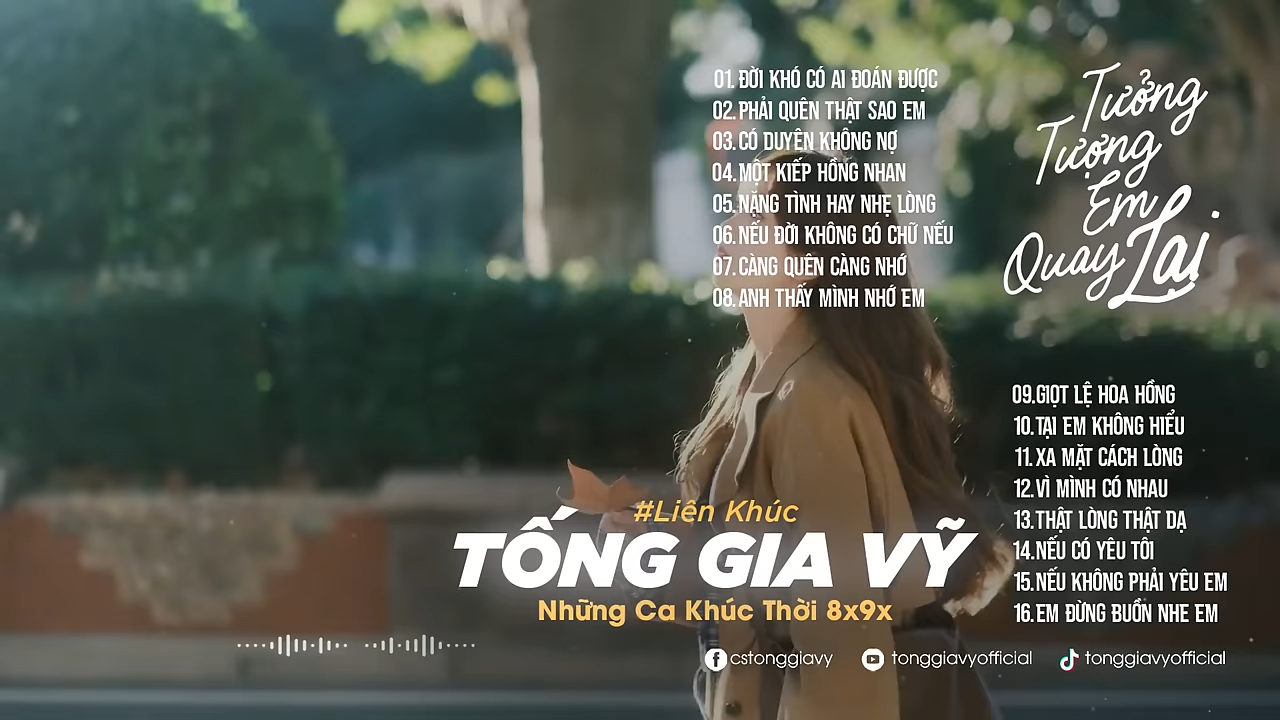 01. ĐỜI KHÓ CÓ AI ĐOÁN ĐƯỢC
02. PHẢI QUÊN THẬT SAO EM
03. CÓ DUYÊN KHÔNG NỢ
04. MỘT KIẾP HỒNG NHAN
05. NẶNG TÌNH HAY NHẸ LÒNG
06. NẾU ĐỜI KHÔNG CÓ CHỮ NẾU
07. CÀNG QUÊN CÀNG NHỚ
08. ANH THẤY MÌNH NHỚ EM
Tưởng
Tượng
Em
Quay Lại
09. GIỌT LỆ HOA HỒNG
10. TẠI EM KHÔNG HIỂU
11. XA MẶT CÁCH LÒNG
12. VÌ MÌNH CÓ NHAU
13. THẬT LÒNG THẬT DẠ
14. NẾU CÓ YÊU TÔI
15. NẾU KHÔNG PHẢI YÊU EM
16. EM ĐỪNG BUỒN NHE EM
#Liên Khúc
TỐNG GIA VỸ
Những Ca Khúc Thời 8x9x
cstonggiavy tonggiavyofficial tonggiavyofficial